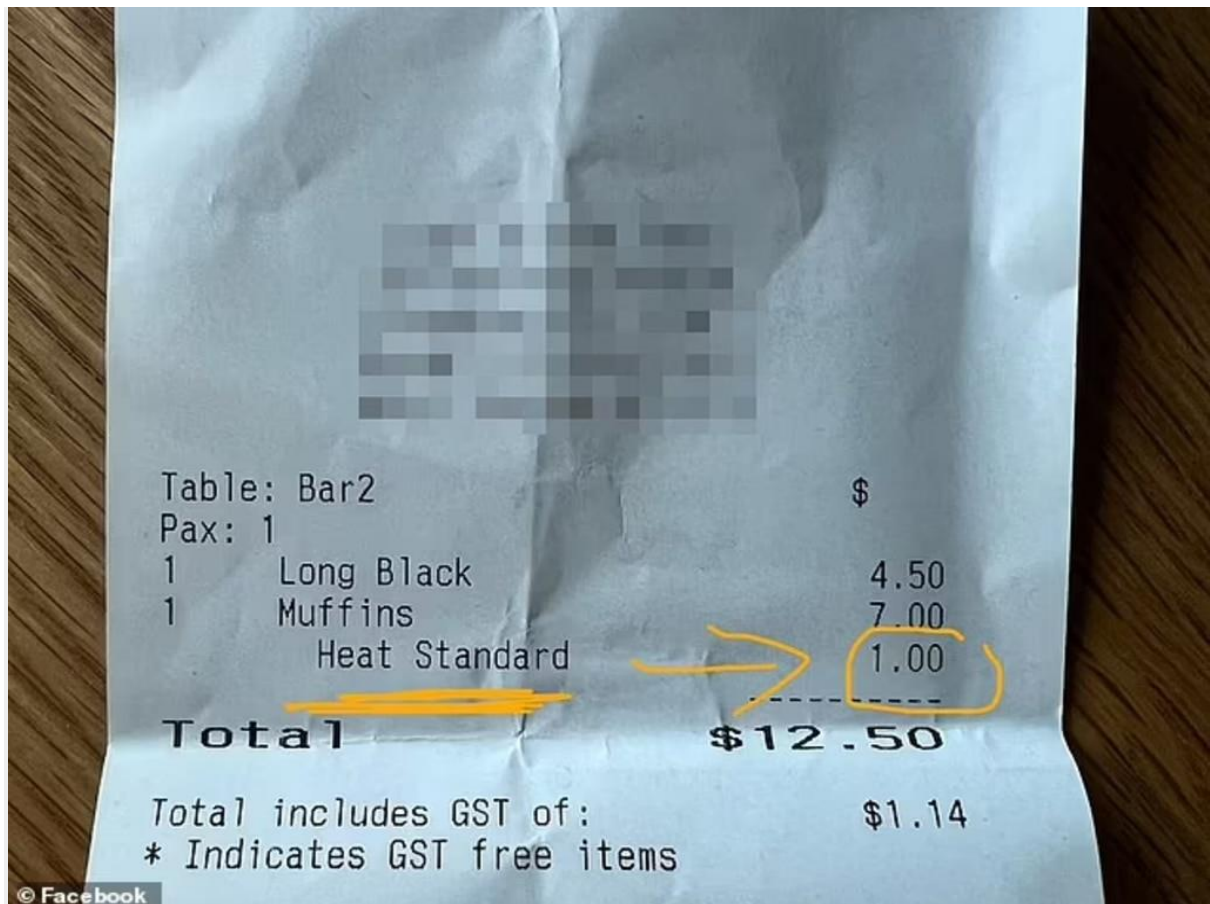 Table: Bar2 $
Pax: 1
1 Long Black 4.50
1 Muffins 7.00
Heat Standard 1.00
Total $12.50
Total includes GST of: $1.14
* Indicates GST free items
© Facebook